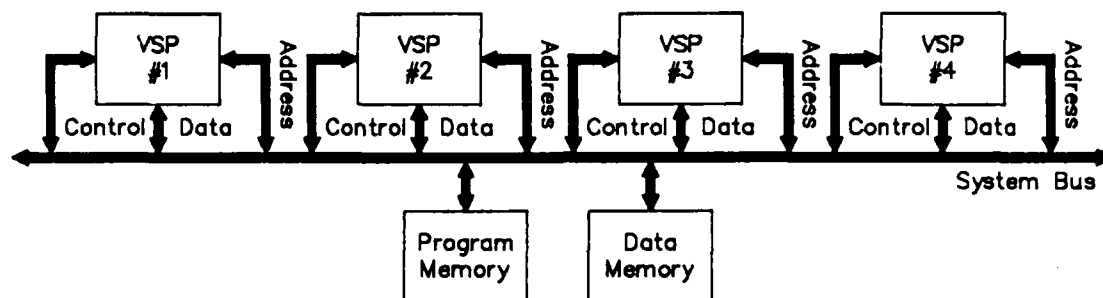 VSP
#1
Address
VSP
#2
Address
VSP
#3
Address
VSP
#4
Address
Control
Data
Control
Data
Control
Data
Control
Data
System Bus
Program
Memory
Data
Memory